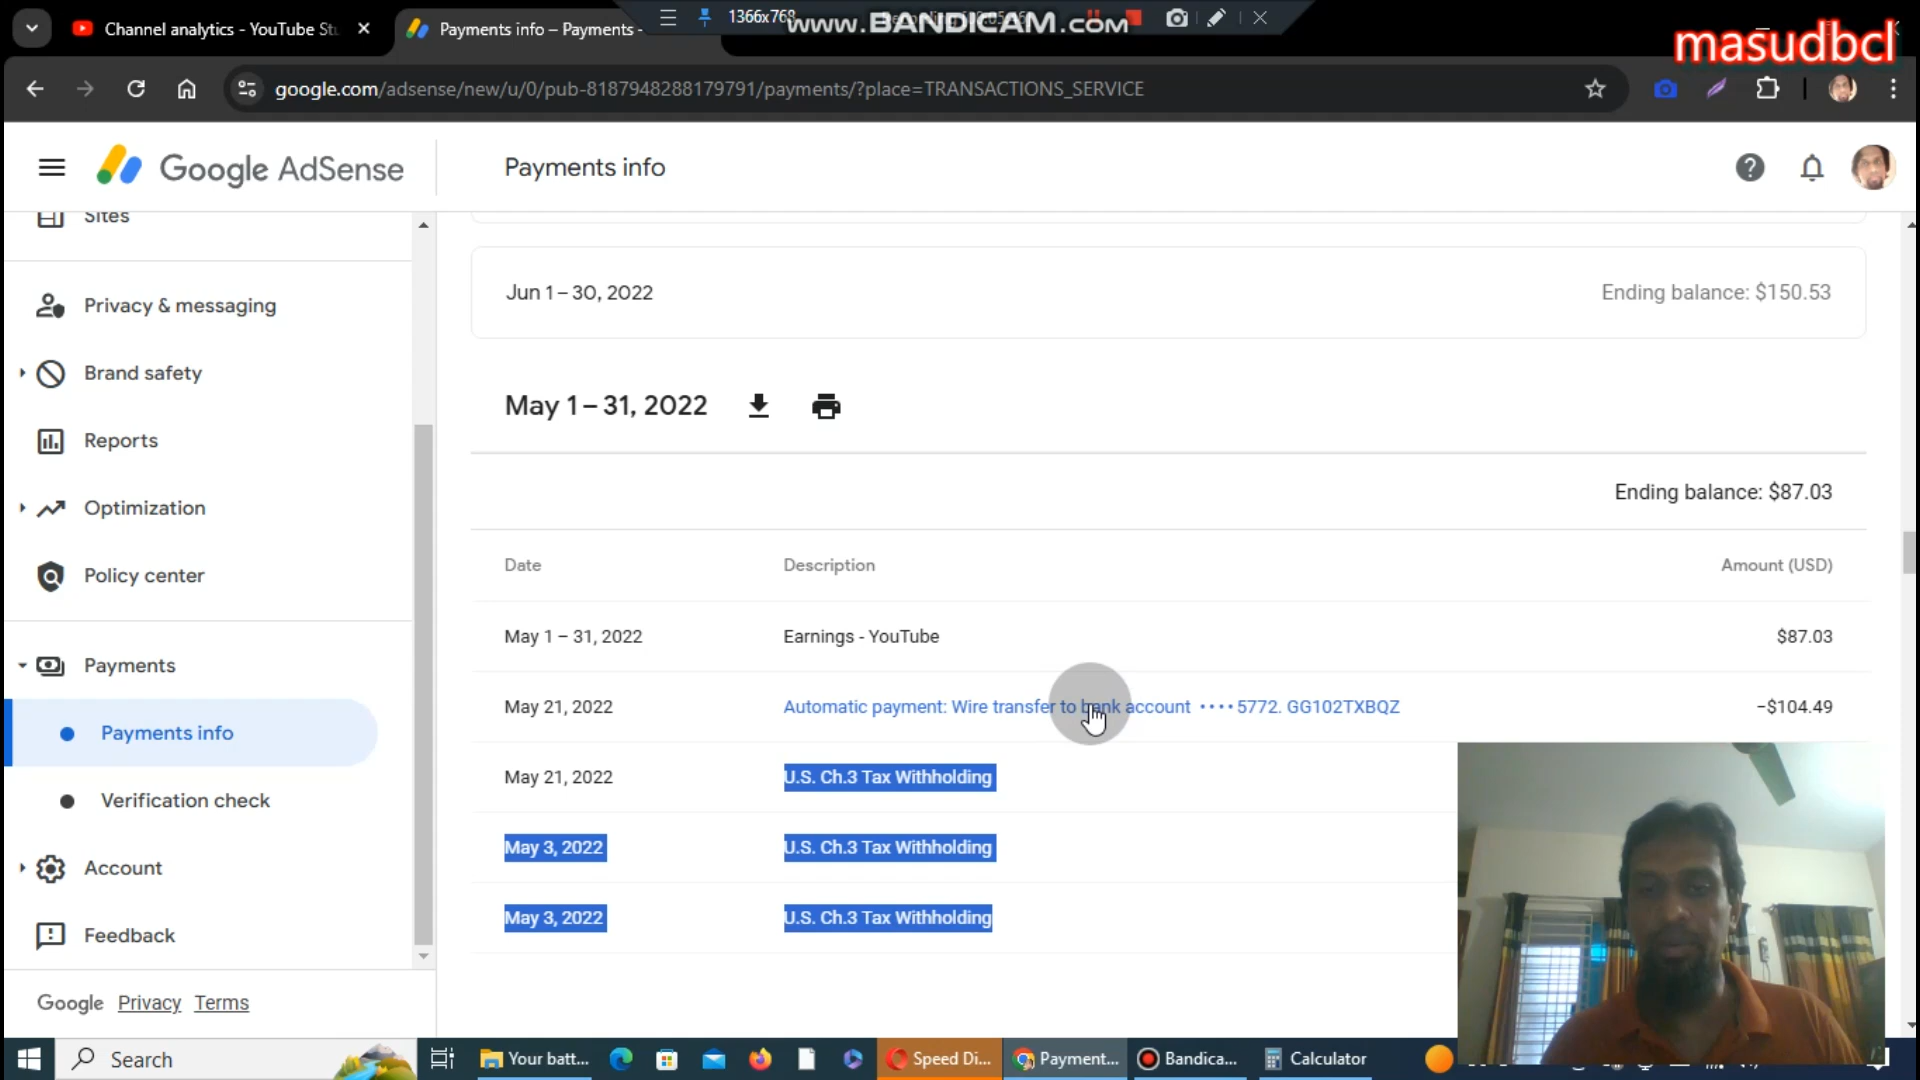 Channel analytics - YouTube Stu
Payments info – Payments -
1366x768
www.BANDICAM.com
masudbcl
google.com/adsense/new/u/0/pub-8187948288179791/payments/?place=TRANSACTIONS_SERVICE
Google AdSense
Payments info
Sites
Privacy & messaging
Brand safety
Reports
Optimization
Policy center
Payments
Payments info
Verification check
Account
Feedback
Google Privacy Terms
Jun 1 – 30, 2022
Ending balance: $150.53
May 1 – 31, 2022
Ending balance: $87.03
Date Description Amount (USD)
May 1 – 31, 2022 Earnings - YouTube $87.03
May 21, 2022 Automatic payment: Wire transfer to bank account •••• 5772. GG102TXBQZ −$104.49
May 21, 2022 U.S. Ch.3 Tax Withholding
May 3, 2022 U.S. Ch.3 Tax Withholding
May 3, 2022 U.S. Ch.3 Tax Withholding
Search
Your batt...
Speed Di...
Payment...
Bandica...
Calculator